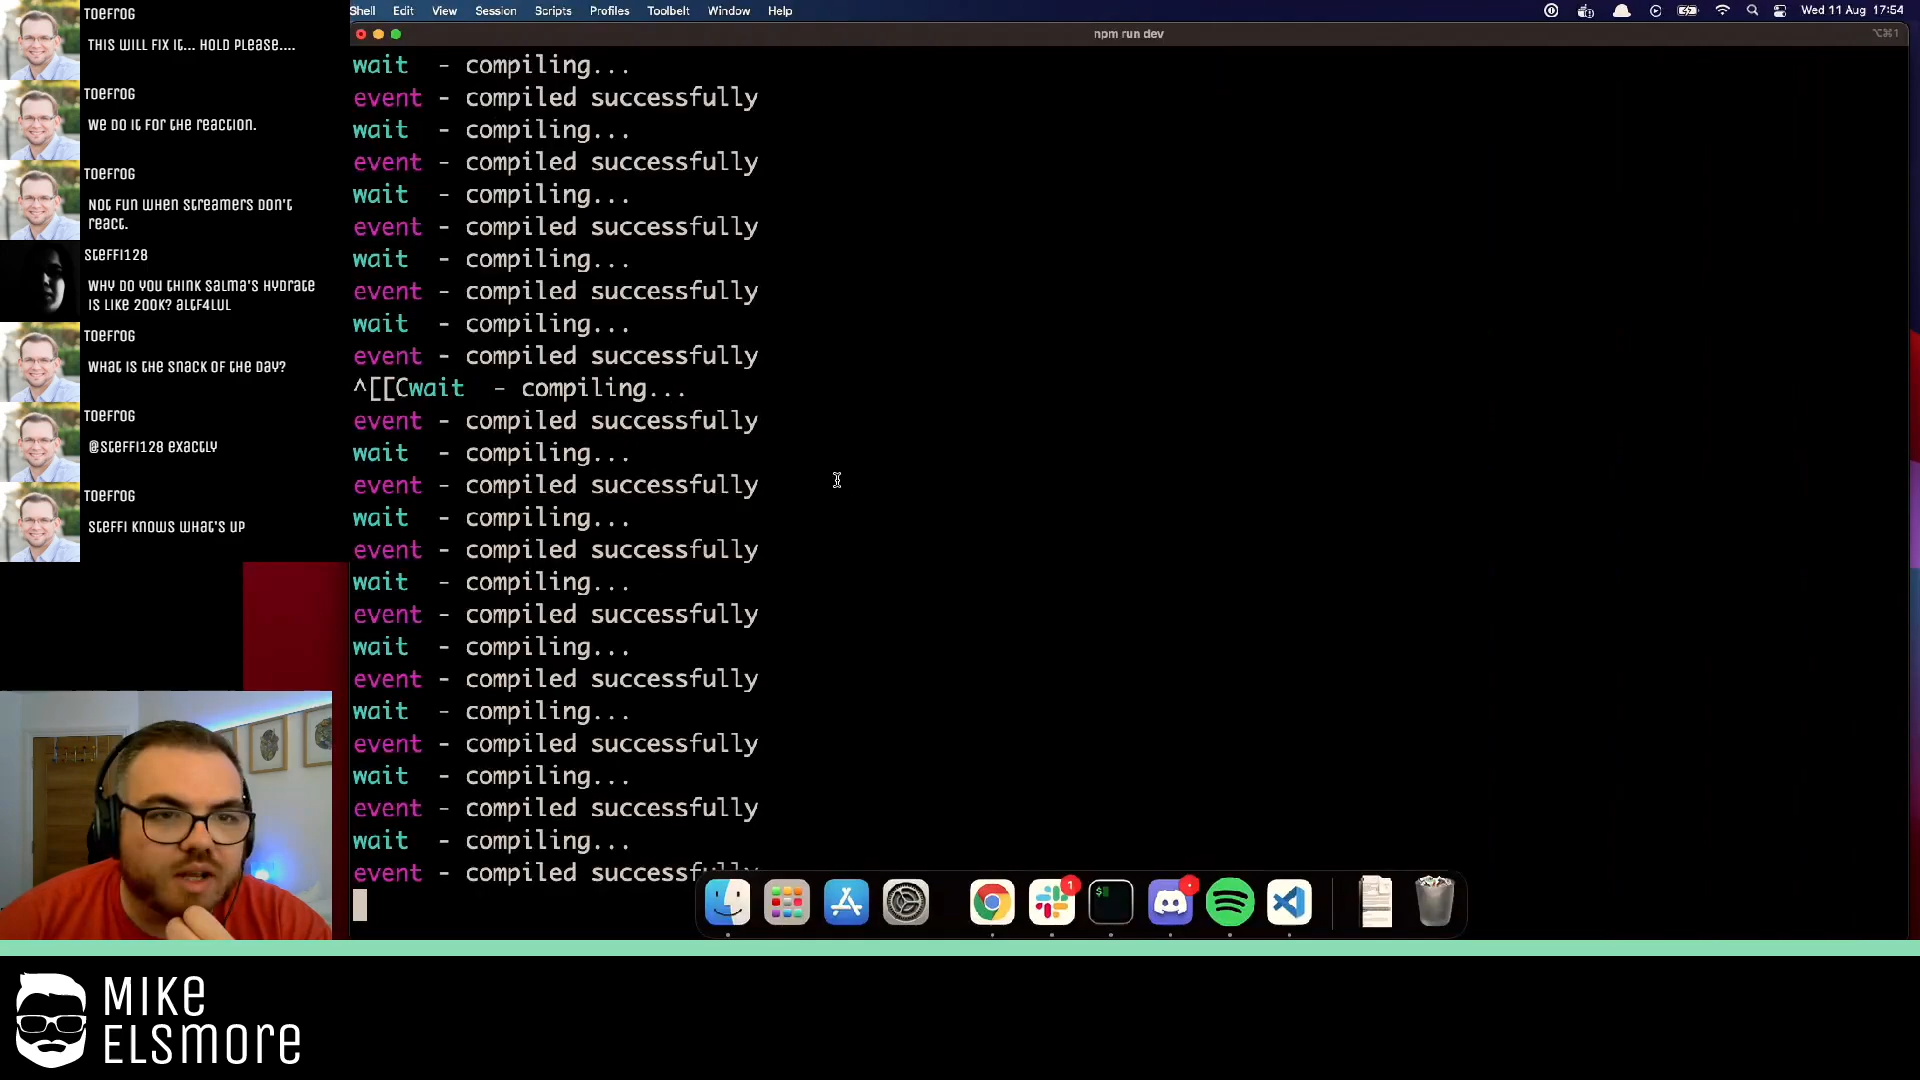 Toefrog
THIS WILL FIX IT... HOLD PLEASE....
Toefrog
WE DO IT FOR THE REACTION.
Toefrog
NOT FUN WHEN STREAMERS DON'T
REACT.
Steffi128
WHY DO YOU THINK SALMA'S HYDRATE
IS LIKE 200K? ALTF4LUL
Toefrog
WHAT IS THE SNACK OF THE DAY?
Toefrog
@STEFFI128 EXACTLY
Toefrog
STEFFI KNOWS WHAT'S UP
Shell Edit View Session Scripts Profiles Toolbelt Window Help
Wed 11 Aug 17:54
npm run dev
⌥⌘1
wait - compiling...
event - compiled successfully
wait - compiling...
event - compiled successfully
wait - compiling...
event - compiled successfully
wait - compiling...
event - compiled successfully
wait - compiling...
event - compiled successfully
^[[Cwait - compiling...
event - compiled successfully
wait - compiling...
event - compiled successfully
wait - compiling...
event - compiled successfully
wait - compiling...
event - compiled successfully
wait - compiling...
event - compiled successfully
wait - compiling...
event - compiled successfully
wait - compiling...
event - compiled successfully
wait - compiling...
event - compiled successfully
1
$
MIKE
ELSMORE